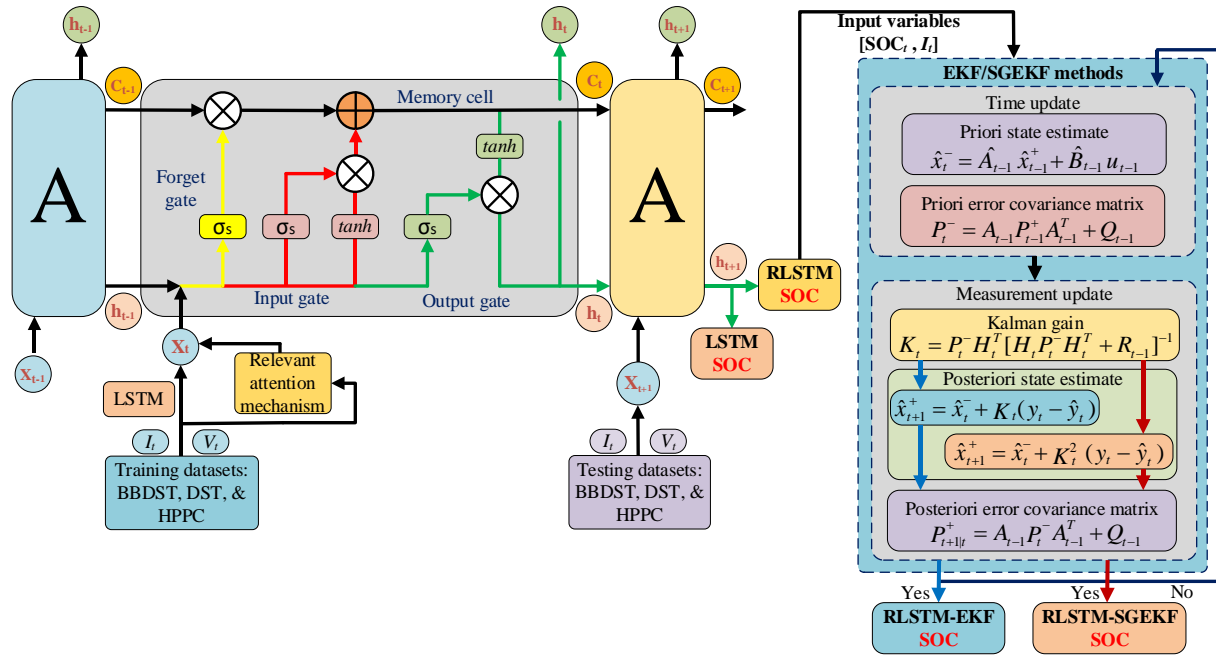 h_{t-1}
h_t
h_{t+1}
C_{t-1}
C_t
C_{t+1}
A
A
Memory cell
Forget
gate
tanh
σ_s
σ_s
tanh
σ_s
Input gate
Output gate
h_{t-1}
h_t
h_{t+1}
X_{t-1}
X_t
X_{t+1}
Relevant
attention
mechanism
LSTM
I_t
V_t
Training datasets:
BBDST, DST, &
HPPC
I_t
V_t
Testing datasets:
BBDST, DST, &
HPPC
RLSTM
SOC
LSTM
SOC
Input variables
[SOC_t , I_t]
EKF/SGEKF methods
Time update
Priori state estimate
x̂_t^- = Â_{t-1} x̂_{t-1}^+ + B̂_{t-1} u_{t-1}
Priori error covariance matrix
P_t^- = A_{t-1} P_{t-1}^+ A_{t-1}^T + Q_{t-1}
Measurement update
Kalman gain
K_t = P_t^- H_t^T [H_t P_t^- H_t^T + R_{t-1}]^{-1}
Posteriori state estimate
x̂_{t+1}^+ = x̂_t^- + K_t (y_t - ŷ_t)
x̂_{t+1}^+ = x̂_t^- + K_t^2 (y_t - ŷ_t)
Posteriori error covariance matrix
P_{t+1|t}^+ = A_{t-1} P_t^- A_{t-1}^T + Q_{t-1}
Yes
Yes
No
RLSTM-EKF
SOC
RLSTM-SGEKF
SOC